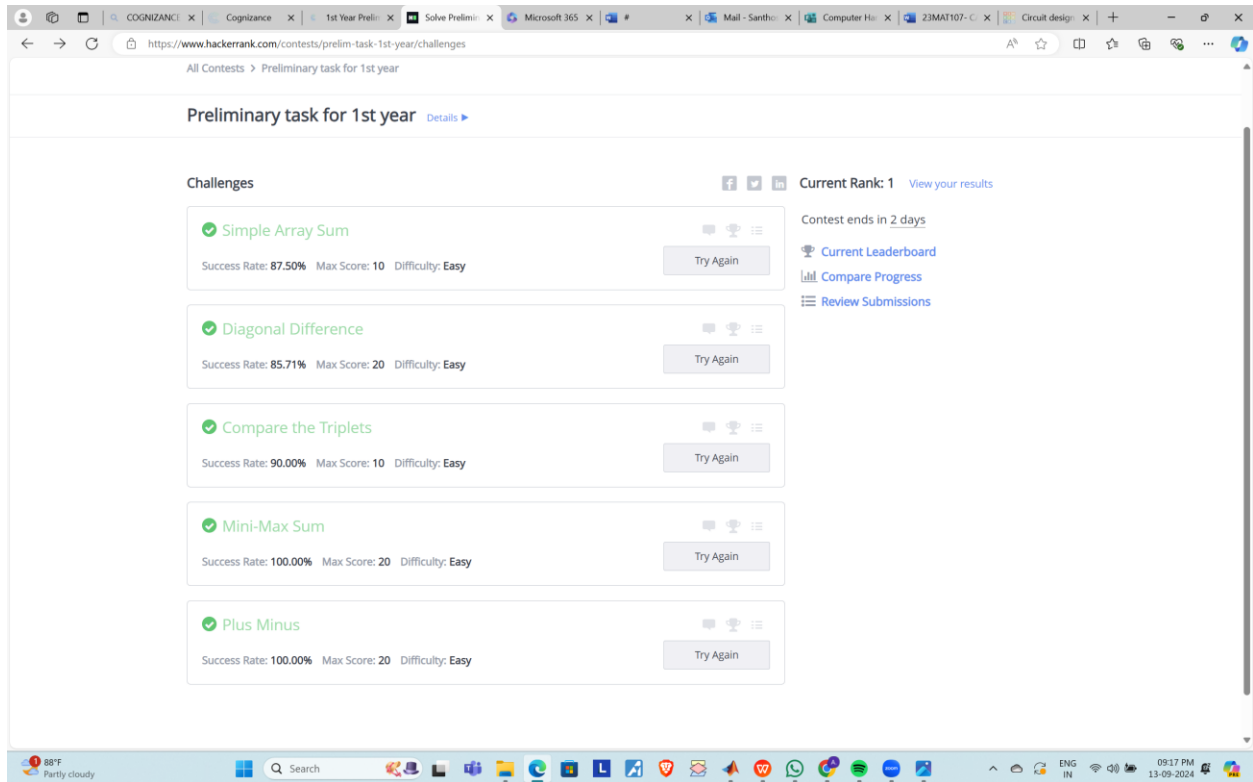 COGNIZANCE
Cognizance
1st Year Prelim
Solve Prelimin
Microsoft 365
#
Mail - Santho
Computer Ha
23MAT107- C
Circuit design
https://www.hackerrank.com/contests/prelim-task-1st-year/challenges
All Contests > Preliminary task for 1st year
Preliminary task for 1st year Details ▶
Challenges
Simple Array Sum
Success Rate: 87.50% Max Score: 10 Difficulty: Easy
Try Again
Diagonal Difference
Success Rate: 85.71% Max Score: 20 Difficulty: Easy
Try Again
Compare the Triplets
Success Rate: 90.00% Max Score: 10 Difficulty: Easy
Try Again
Mini-Max Sum
Success Rate: 100.00% Max Score: 20 Difficulty: Easy
Try Again
Plus Minus
Success Rate: 100.00% Max Score: 20 Difficulty: Easy
Try Again
Current Rank: 1 View your results
Contest ends in 2 days
Current Leaderboard
Compare Progress
Review Submissions
1
88°F
Partly cloudy
Search
ENG
IN
09:17 PM
13-09-2024